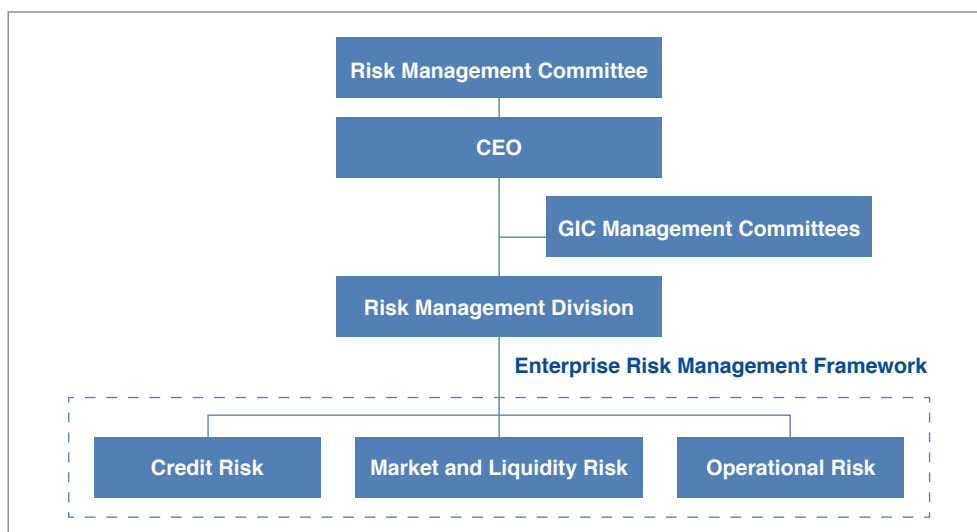 Risk Management Committee
CEO
GIC Management Committees
Risk Management Division
Enterprise Risk Management Framework
Credit Risk
Market and Liquidity Risk
Operational Risk